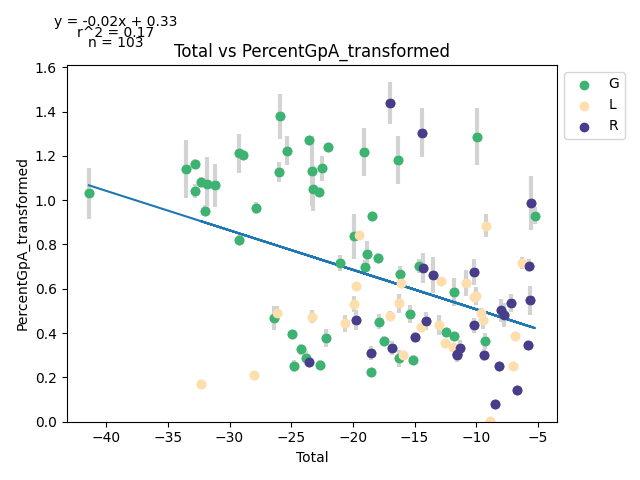 y = -0.02x + 0.33
r^2 = 0.17
n = 103
Total vs PercentGpA_transformed
1.6
1.4
1.2
1.0
0.8
0.6
0.4
0.2
0.0
PercentGpA_transformed
−40
−35
−30
−25
−20
−15
−10
−5
Total
G
L
R